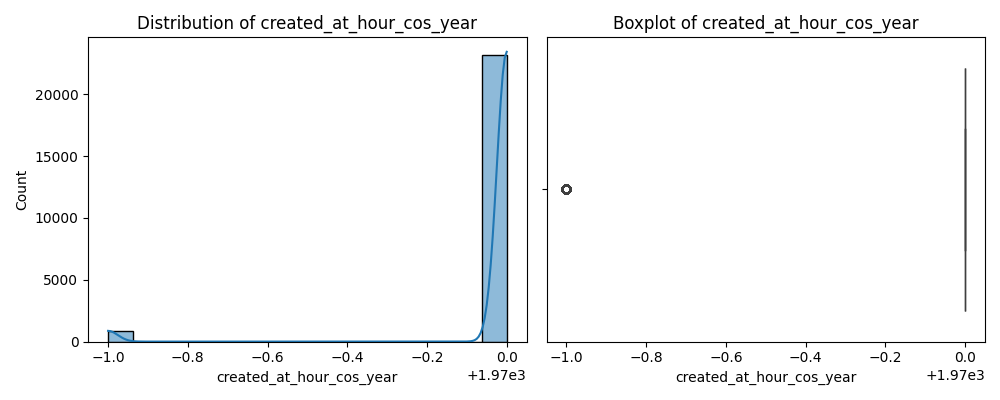 Distribution of created_at_hour_cos_year
Count
20000
15000
10000
5000
0
−1.0 −0.8 −0.6 −0.4 −0.2 0.0
+1.97e3
created_at_hour_cos_year
Boxplot of created_at_hour_cos_year
−1.0 −0.8 −0.6 −0.4 −0.2 0.0
+1.97e3
created_at_hour_cos_year